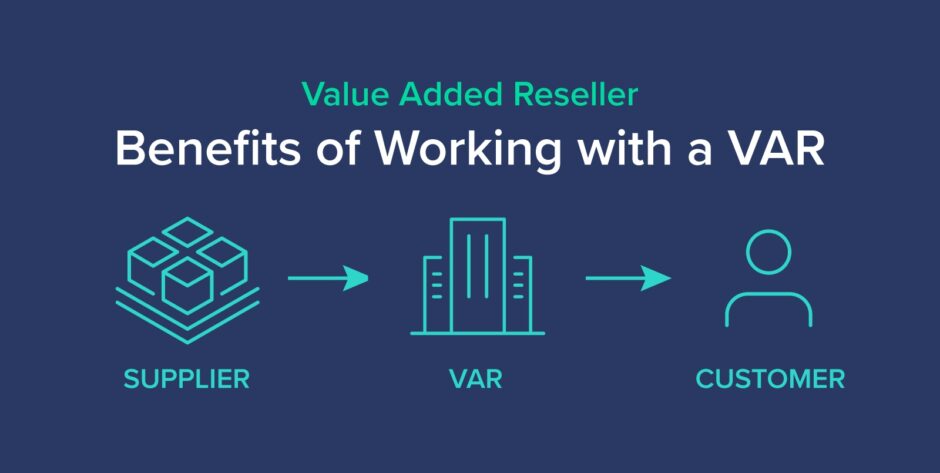 Value Added Reseller
Benefits of Working with a VAR
SUPPLIER
VAR
CUSTOMER